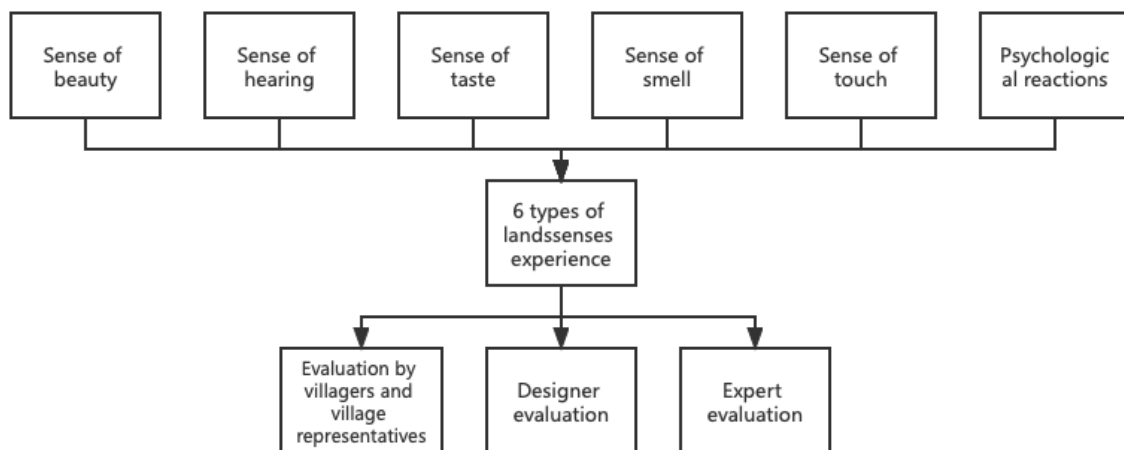 Sense of
beauty
Sense of
hearing
Sense of
taste
Sense of
smell
Sense of
touch
Psychologic
al reactions
6 types of
landssenses
experience
Evaluation by
villagers and
village
representatives
Designer
evaluation
Expert
evaluation